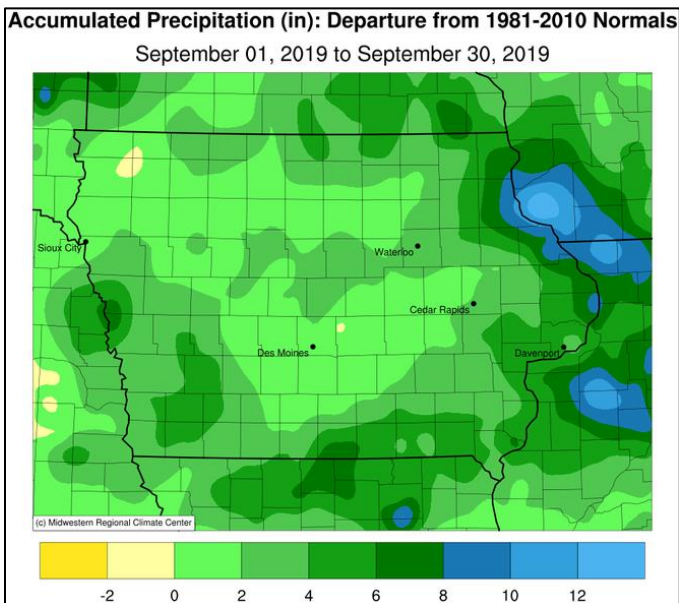 Accumulated Precipitation (in): Departure from 1981-2010 Normals
September 01, 2019 to September 30, 2019
Sioux City
Waterloo
Cedar Rapids
Des Moines
Davenport
(c) Midwestern Regional Climate Center
-2 0 2 4 6 8 10 12